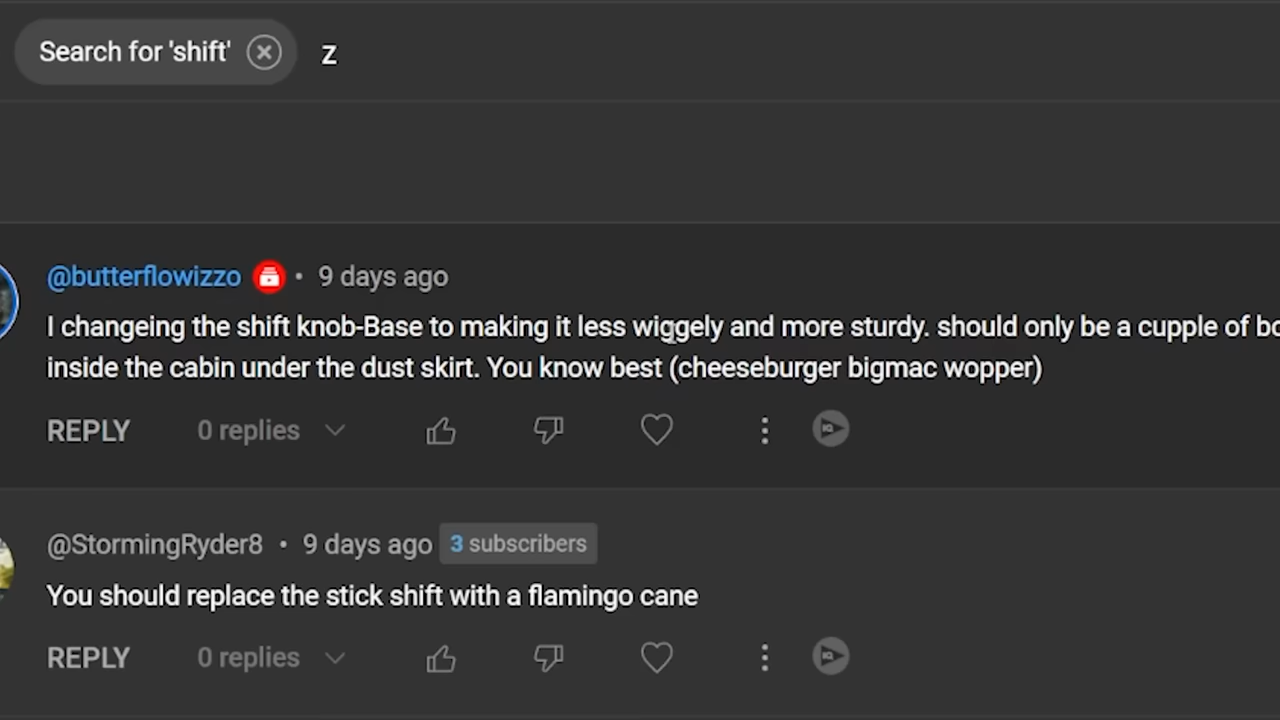 Search for 'shift' z
@butterflowizzo • 9 days ago
I changeing the shift knob-Base to making it less wiggely and more sturdy. should only be a cupple of
inside the cabin under the dust skirt. You know best (cheeseburger bigmac wopper)
REPLY 0 replies
@StormingRyder8 • 9 days ago 3 subscribers
You should replace the stick shift with a flamingo cane
REPLY 0 replies